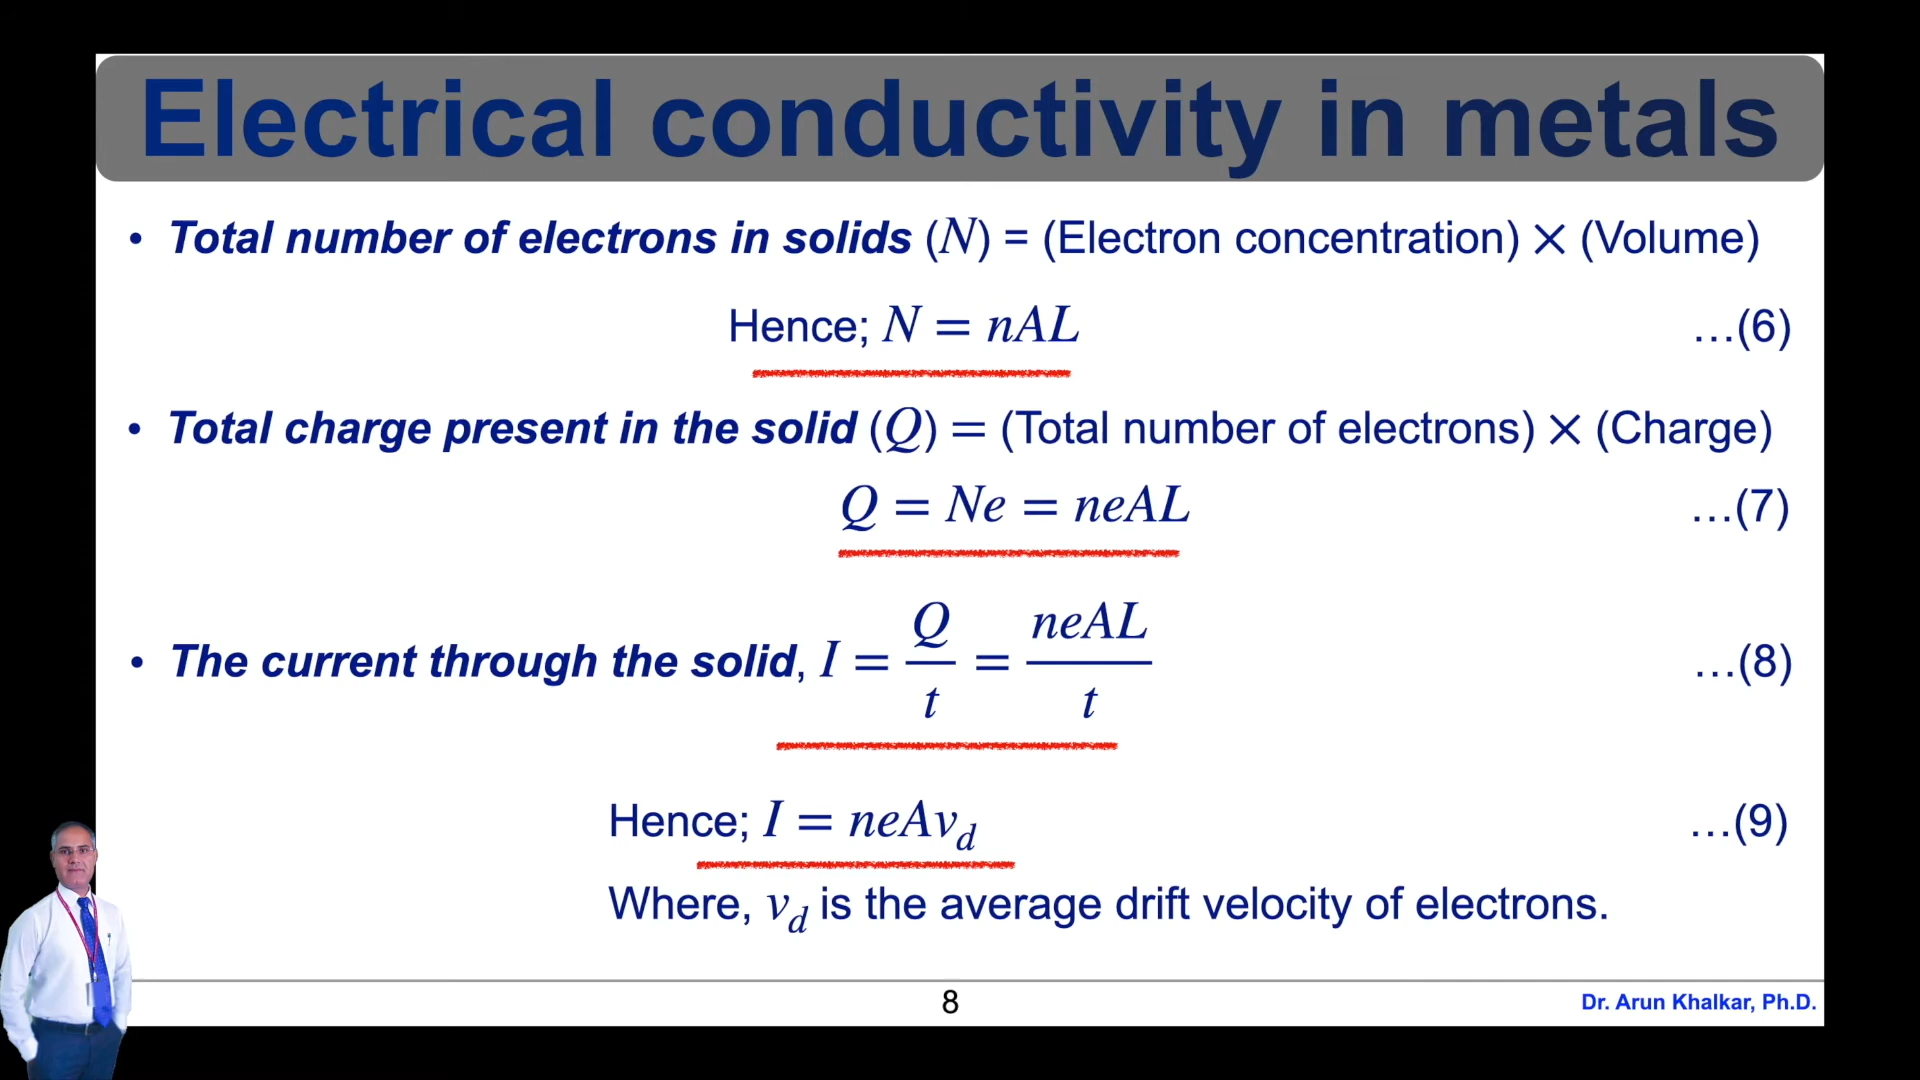 Electrical conductivity in metals
• Total number of electrons in solids (N) = (Electron concentration) × (Volume)
Hence; N = nAL …(6)
• Total charge present in the solid (Q) = (Total number of electrons) × (Charge)
Q = Ne = neAL …(7)
• The current through the solid, I = Q/t = neAL/t …(8)
Hence; I = neAv_d …(9)
Where, v_d is the average drift velocity of electrons.
8
Dr. Arun Khalkar, Ph.D.